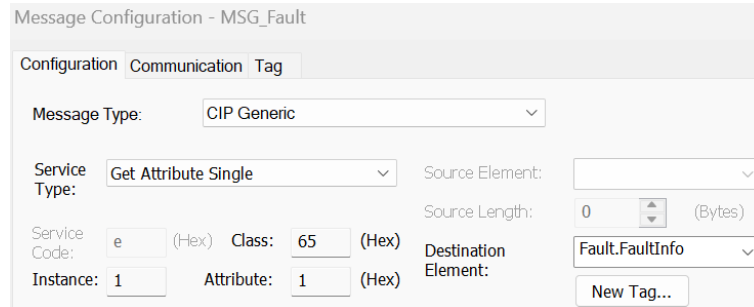 Message Configuration - MSG_Fault
Configuration Communication Tag
Message Type: CIP Generic
Service Type: Get Attribute Single Source Element:
Source Length: 0 (Bytes)
Service Code: e (Hex) Class: 65 (Hex) Destination Element: Fault.FaultInfo
Instance: 1 Attribute: 1 (Hex) New Tag...